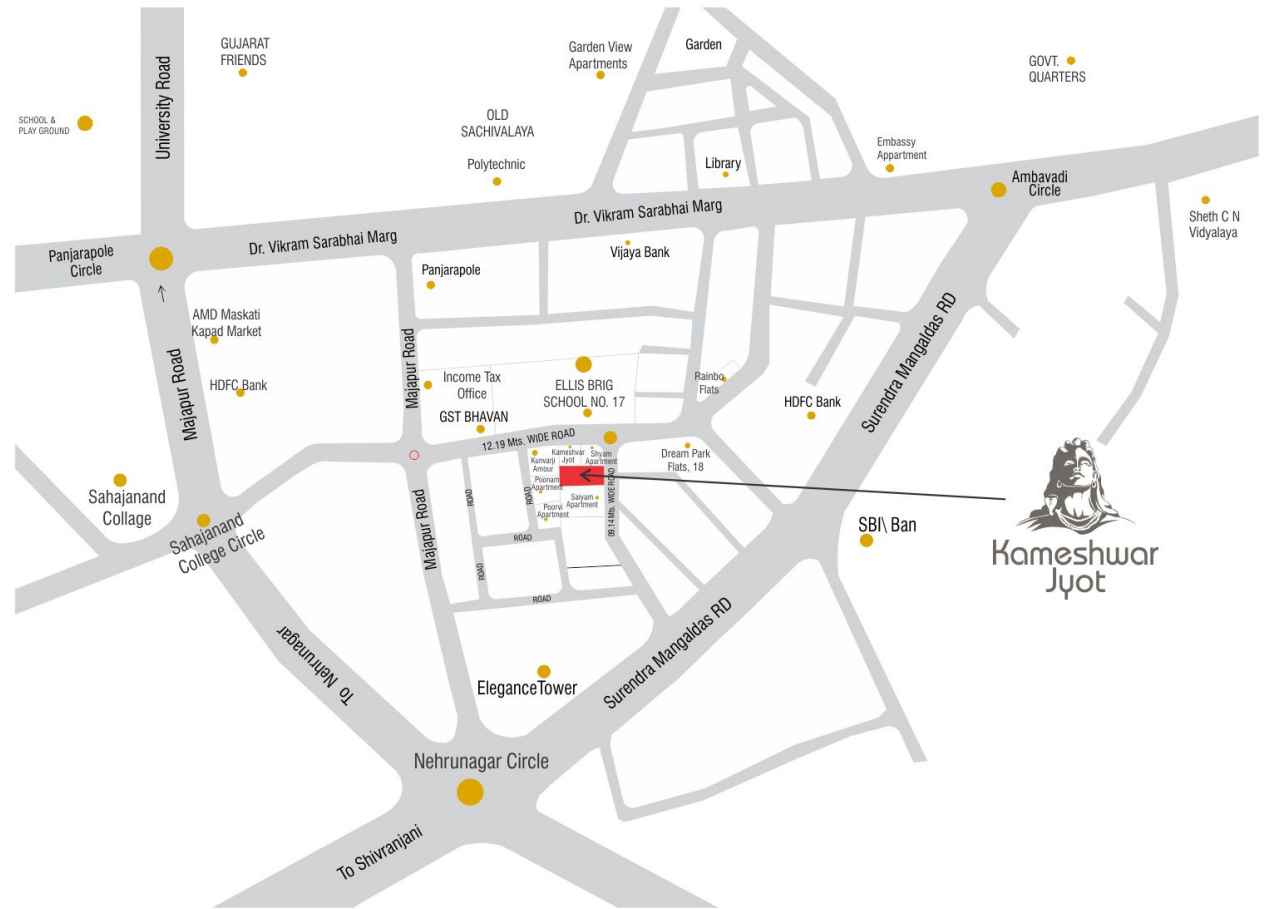 GUJARAT
FRIENDS
Garden View
Apartments
Garden
GOVT.
QUARTERS
University Road
SCHOOL &
PLAY GROUND
OLD
SACHIVALAYA
Polytechnic
Library
Embassy
Appartment
Ambavadi
Circle
Sheth C N
Vidyalaya
Panjarapole
Circle
Dr. Vikram Sarabhai Marg
Dr. Vikram Sarabhai Marg
Vijaya Bank
Panjarapole
AMD Maskati
Kapad Market
Majapur Road
HDFC Bank
Majapur Road
Income Tax
Office
GST BHAVAN
ELLIS BRIG
SCHOOL NO. 17
Rainbo
Flats
HDFC Bank
Surendra Mangaldas RD
12.19 Mts. WIDE ROAD
Kunvarji
Amour
Kameshvar
Jyot
Shyam
Apartment
Dream Park
Flats, 18
Poonam
Apartment
Saiyam
Apartment
Poorvi
Apartment
09.14 Mts. WIDE ROAD
ROAD
ROAD
ROAD
ROAD
ROAD
Majapur Road
Sahajanand
Collage
Sahajanand
College Circle
SBI\ Ban
Kameshwar
Jyot
To Nehrunagar
EleganceTower
Surendra Mangaldas RD
Nehrunagar Circle
To Shivranjani